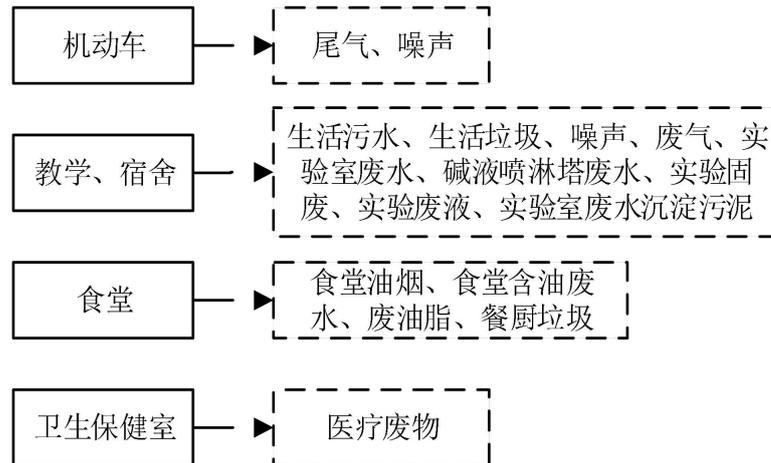 机动车
尾气、噪声
教学、宿舍
生活污水、生活垃圾、噪声、废气、实
验室废水、碱液喷淋塔废水、实验固
废、实验废液、实验室废水沉淀污泥
食堂
食堂油烟、食堂含油废
水、废油脂、餐厨垃圾
卫生保健室
医疗废物